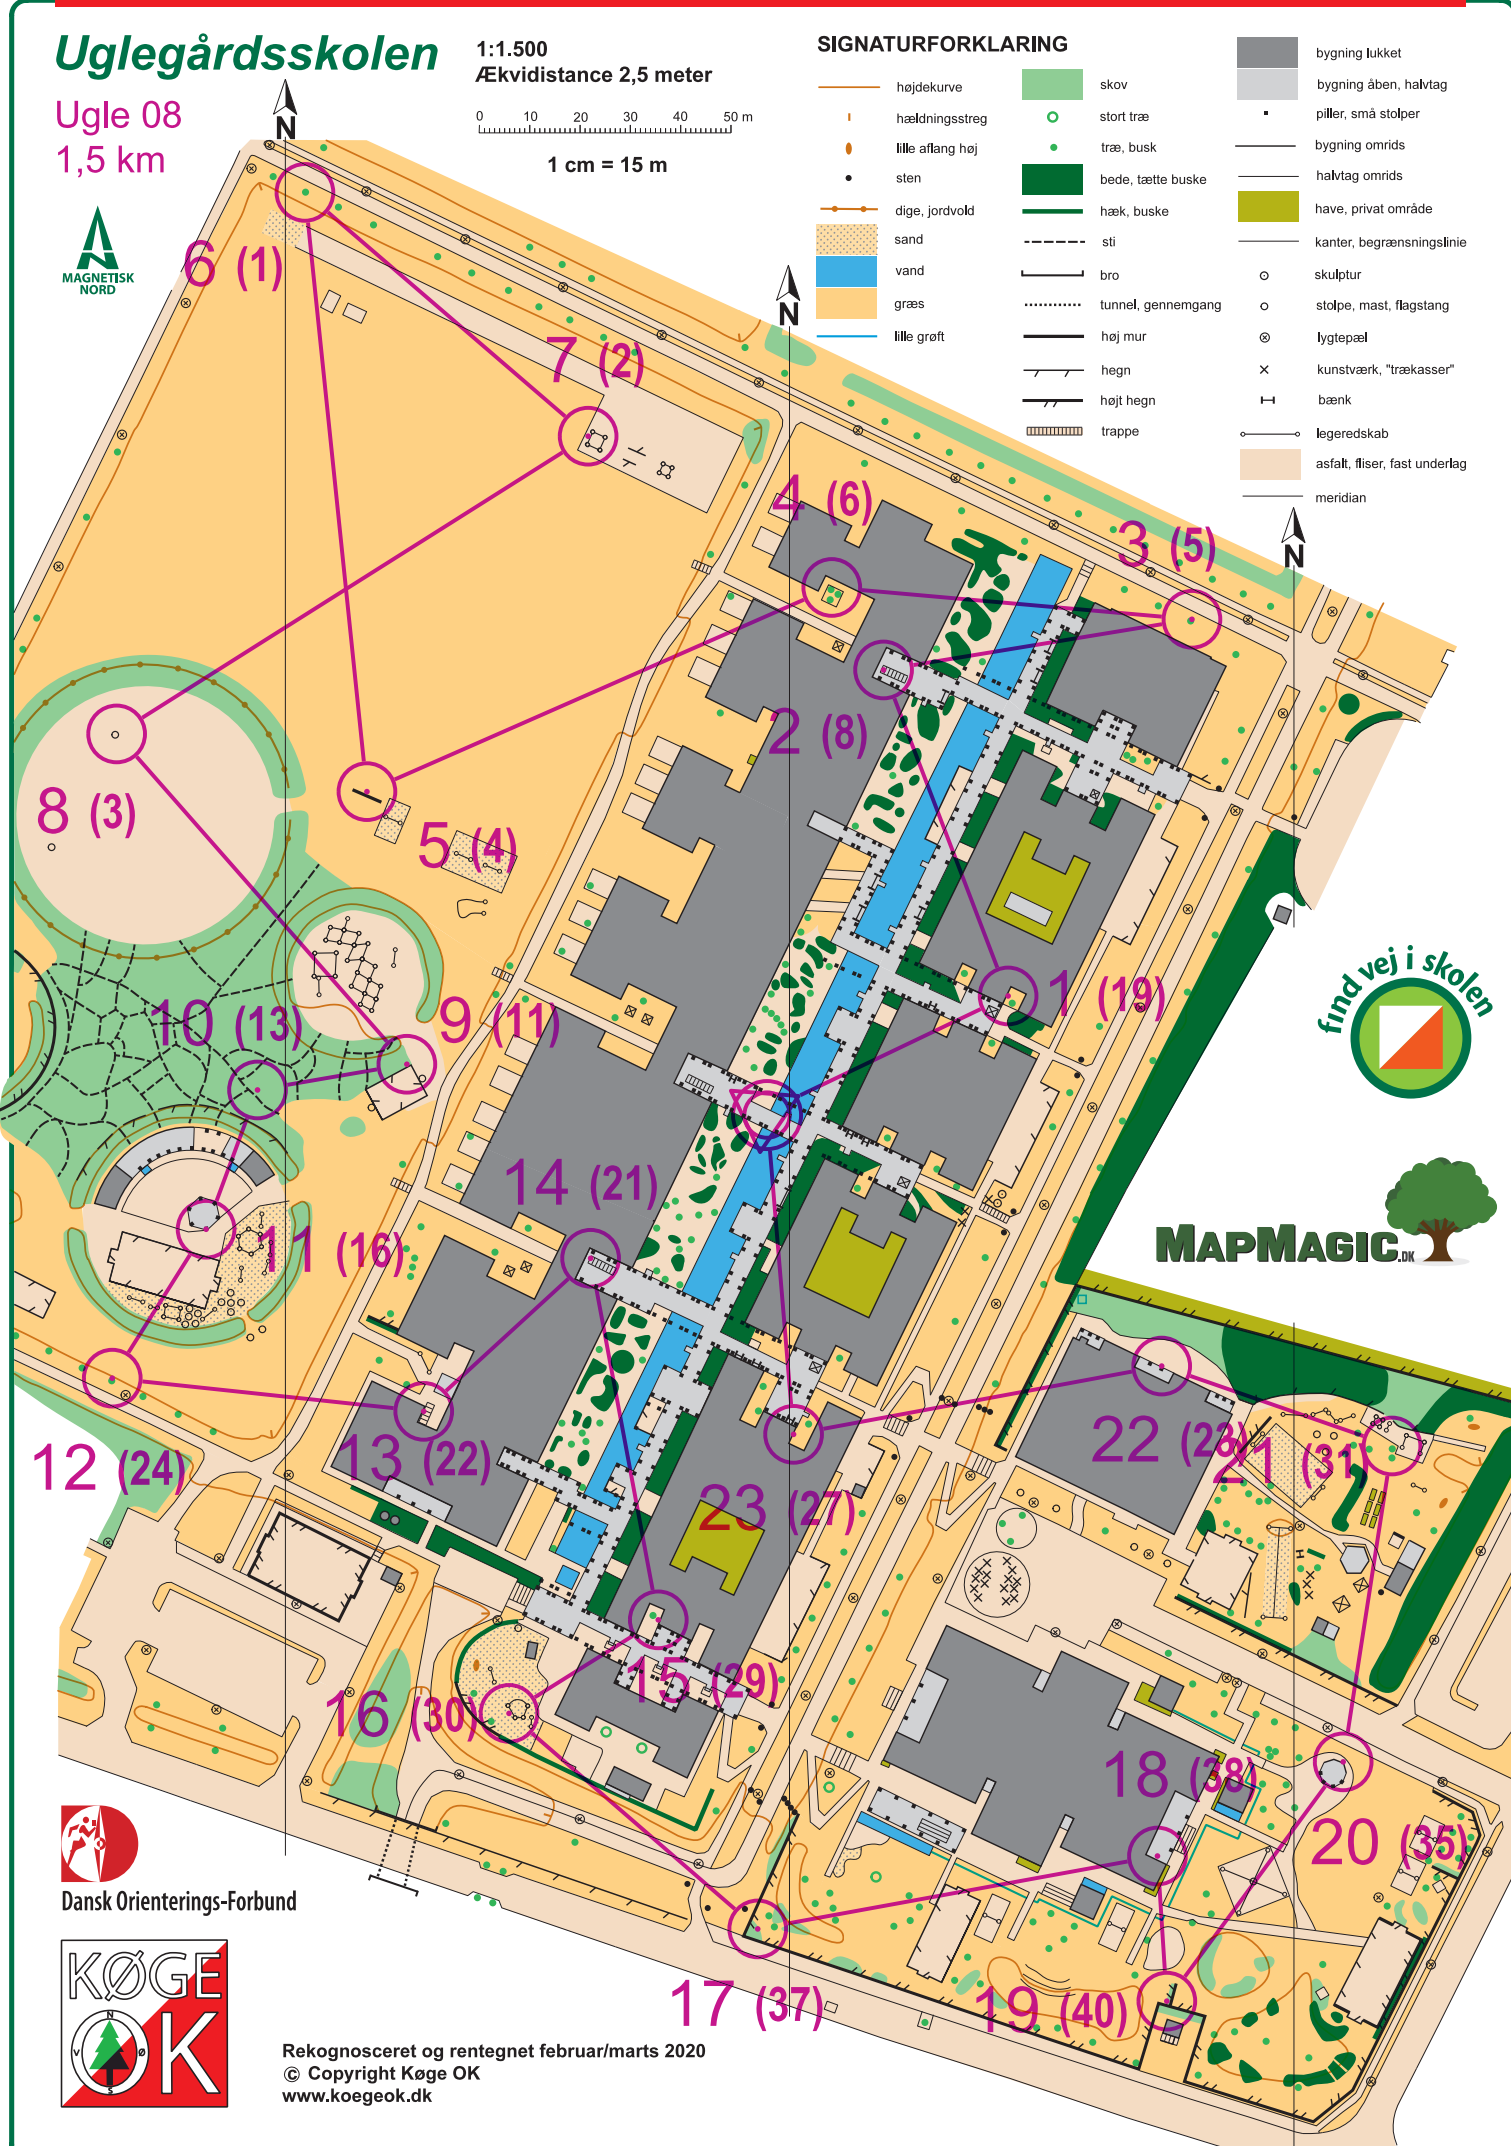 Uglegårdsskolen
Ugle 08
1,5 km
1:1.500
Ækvidistance 2,5 meter
0 10 20 30 40 50 m
1 cm = 15 m
N
MAGNETISK
NORD
SIGNATURFORKLARING
højdekurve
hældningsstreg
lille aflang høj
sten
dige, jordvold
sand
vand
græs
lille grøft
skov
stort træ
træ, busk
bede, tætte buske
hæk, buske
sti
bro
tunnel, gennemgang
høj mur
hegn
højt hegn
trappe
bygning lukket
bygning åben, halvtag
piller, små stolper
bygning omrids
halvtag omrids
have, privat område
kanter, begrænsningslinie
skulptur
stolpe, mast, flagstang
lygtepæl
kunstværk, "trækasser"
bænk
legeredskab
asfalt, fliser, fast underlag
meridian
N
N
6 (1)
7 (2)
4 (6)
3 (5)
2 (8)
8 (3)
5 (4)
1 (19)
10 (13)
9 (11)
14 (21)
11 (16)
12 (24)
13 (22)
22 (23)
21 (31)
23 (27)
15 (29)
16 (30)
18 (38)
20 (35)
17 (37)
19 (40)
find vej i skolen
MAPMAGIC.DK
Dansk Orienterings-Forbund
KØGE
OK
N
V Ø
S
Rekognosceret og rentegnet februar/marts 2020
© Copyright Køge OK
www.koegeok.dk